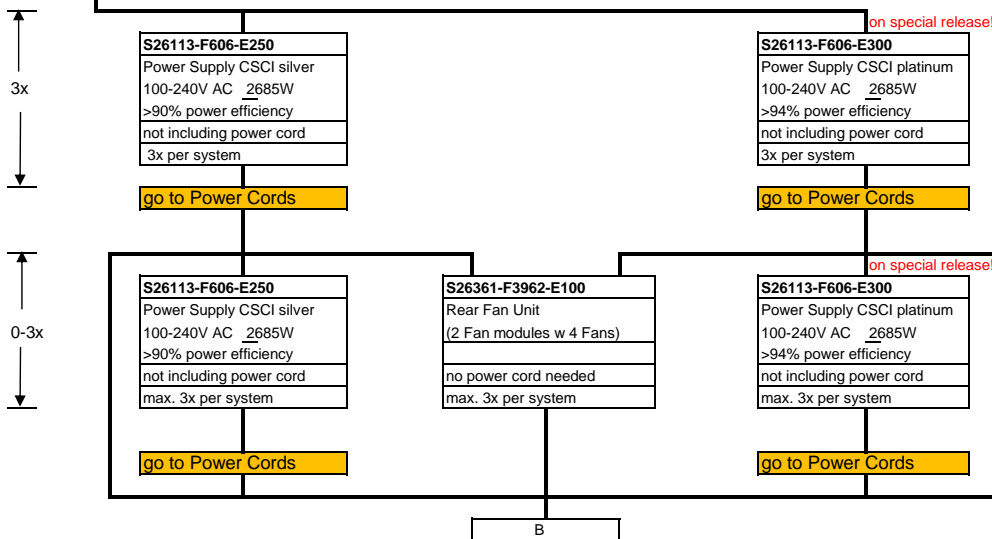 on special release!
S26113-F606-E250
Power Supply CSCI silver
100-240V AC 2685W
>90% power efficiency
not including power cord
3x per system
S26113-F606-E300
Power Supply CSCI platinum
100-240V AC 2685W
>94% power efficiency
not including power cord
3x per system
3x
go to Power Cords
go to Power Cords
on special release!
S26113-F606-E250
Power Supply CSCI silver
100-240V AC 2685W
>90% power efficiency
not including power cord
max. 3x per system
S26361-F3962-E100
Rear Fan Unit
(2 Fan modules w 4 Fans)
no power cord needed
max. 3x per system
S26113-F606-E300
Power Supply CSCI platinum
100-240V AC 2685W
>94% power efficiency
not including power cord
max. 3x per system
0-3x
go to Power Cords
go to Power Cords
B